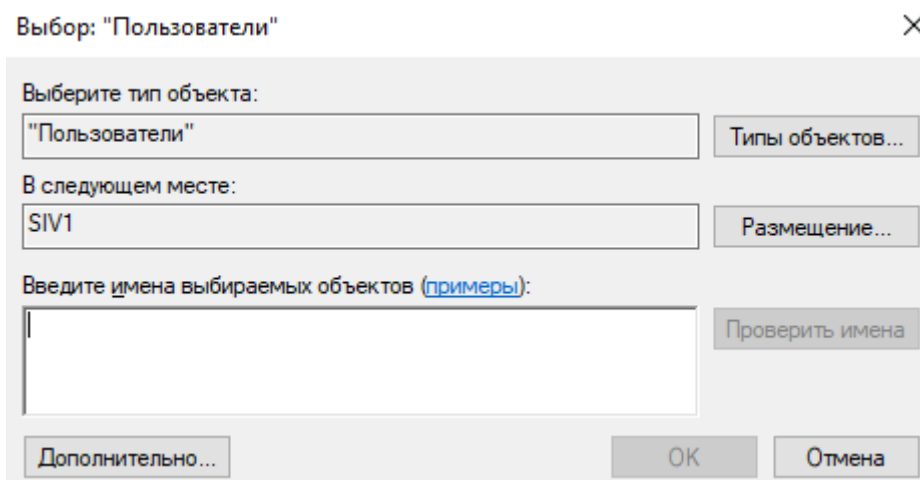 Выбор: "Пользователи"
Выберите тип объекта:
"Пользователи"
Типы объектов...
В следующем месте:
SIV1
Размещение...
Введите имена выбираемых объектов (примеры):
Проверить имена
Дополнительно...
ОК
Отмена